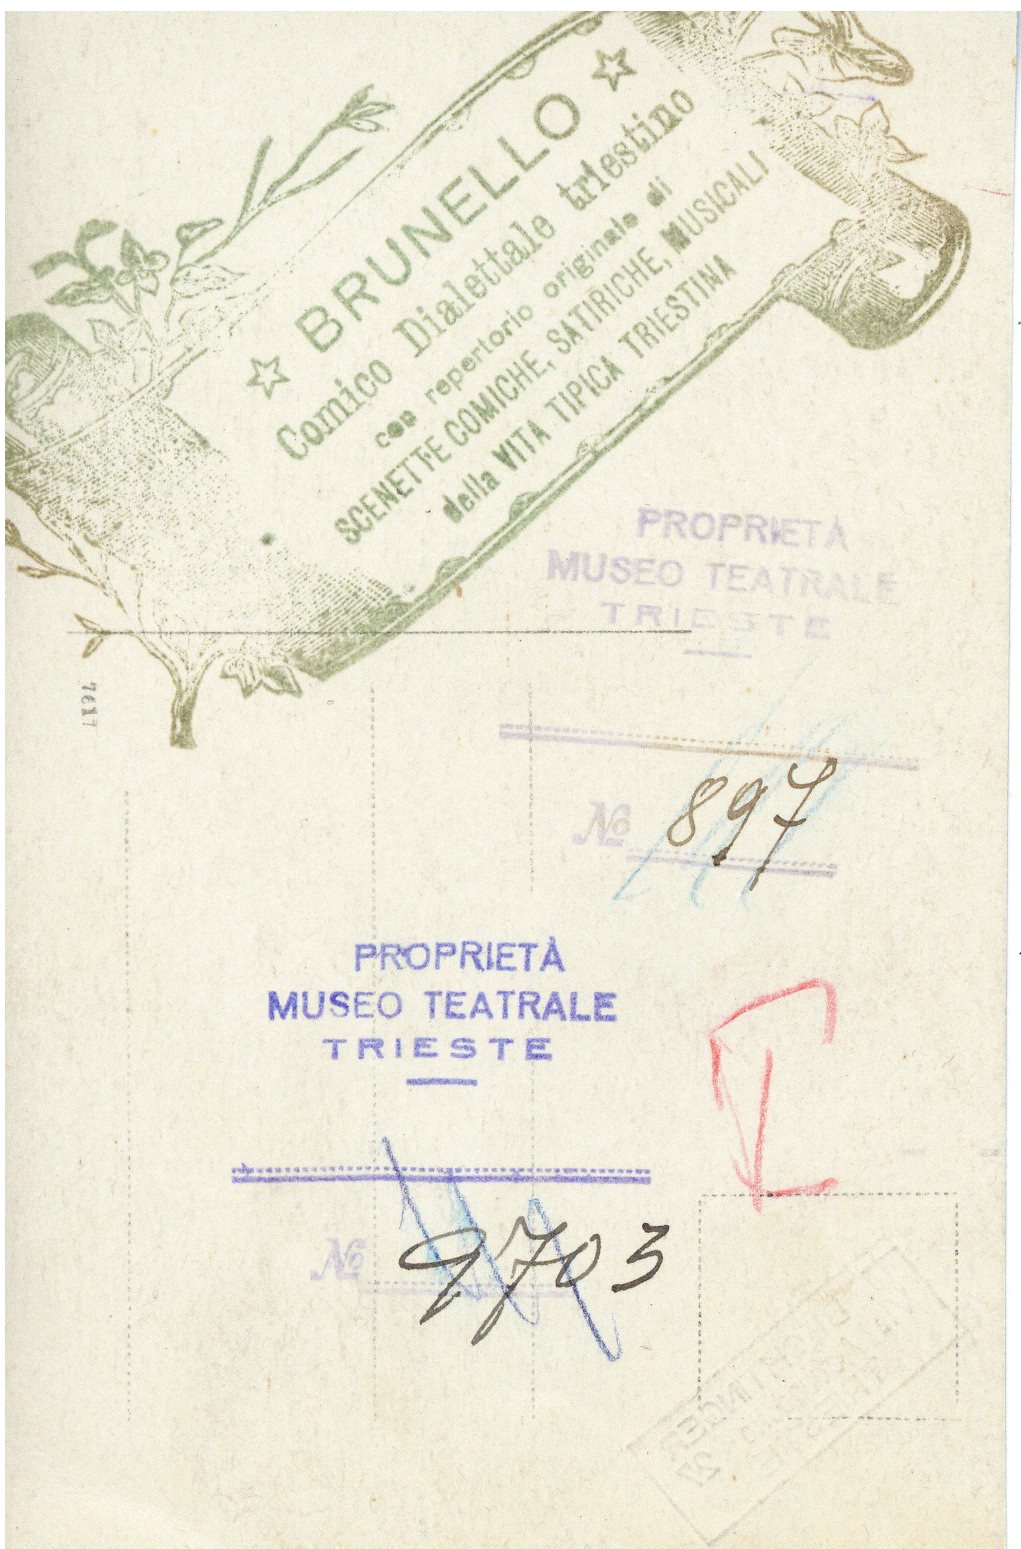 ☆ BRUNELLO ☆
Comico Dialettale triestino
con repertorio originale di
SCENETTE COMICHE, SATIRICHE, MUSICALI
della VITA TIPICA TRIESTINA
PROPRIETÀ
MUSEO TEATRALE
TRIESTE
7617
No 897
PROPRIETÀ
MUSEO TEATRALE
TRIESTE
No 9703